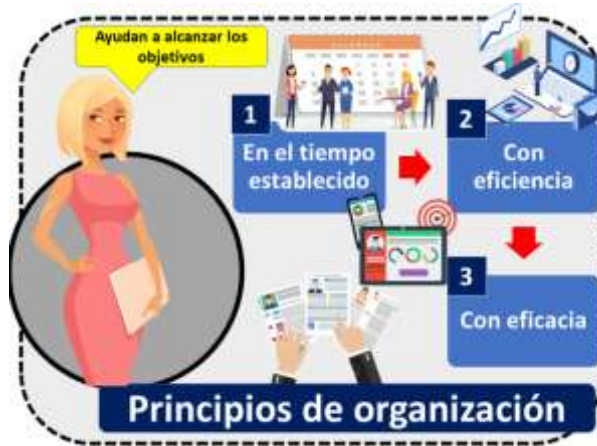 Ayudan a alcanzar los
objetivos
1
En el tiempo
establecido
2
Con
eficiencia
3
Con eficacia
Principios de organización